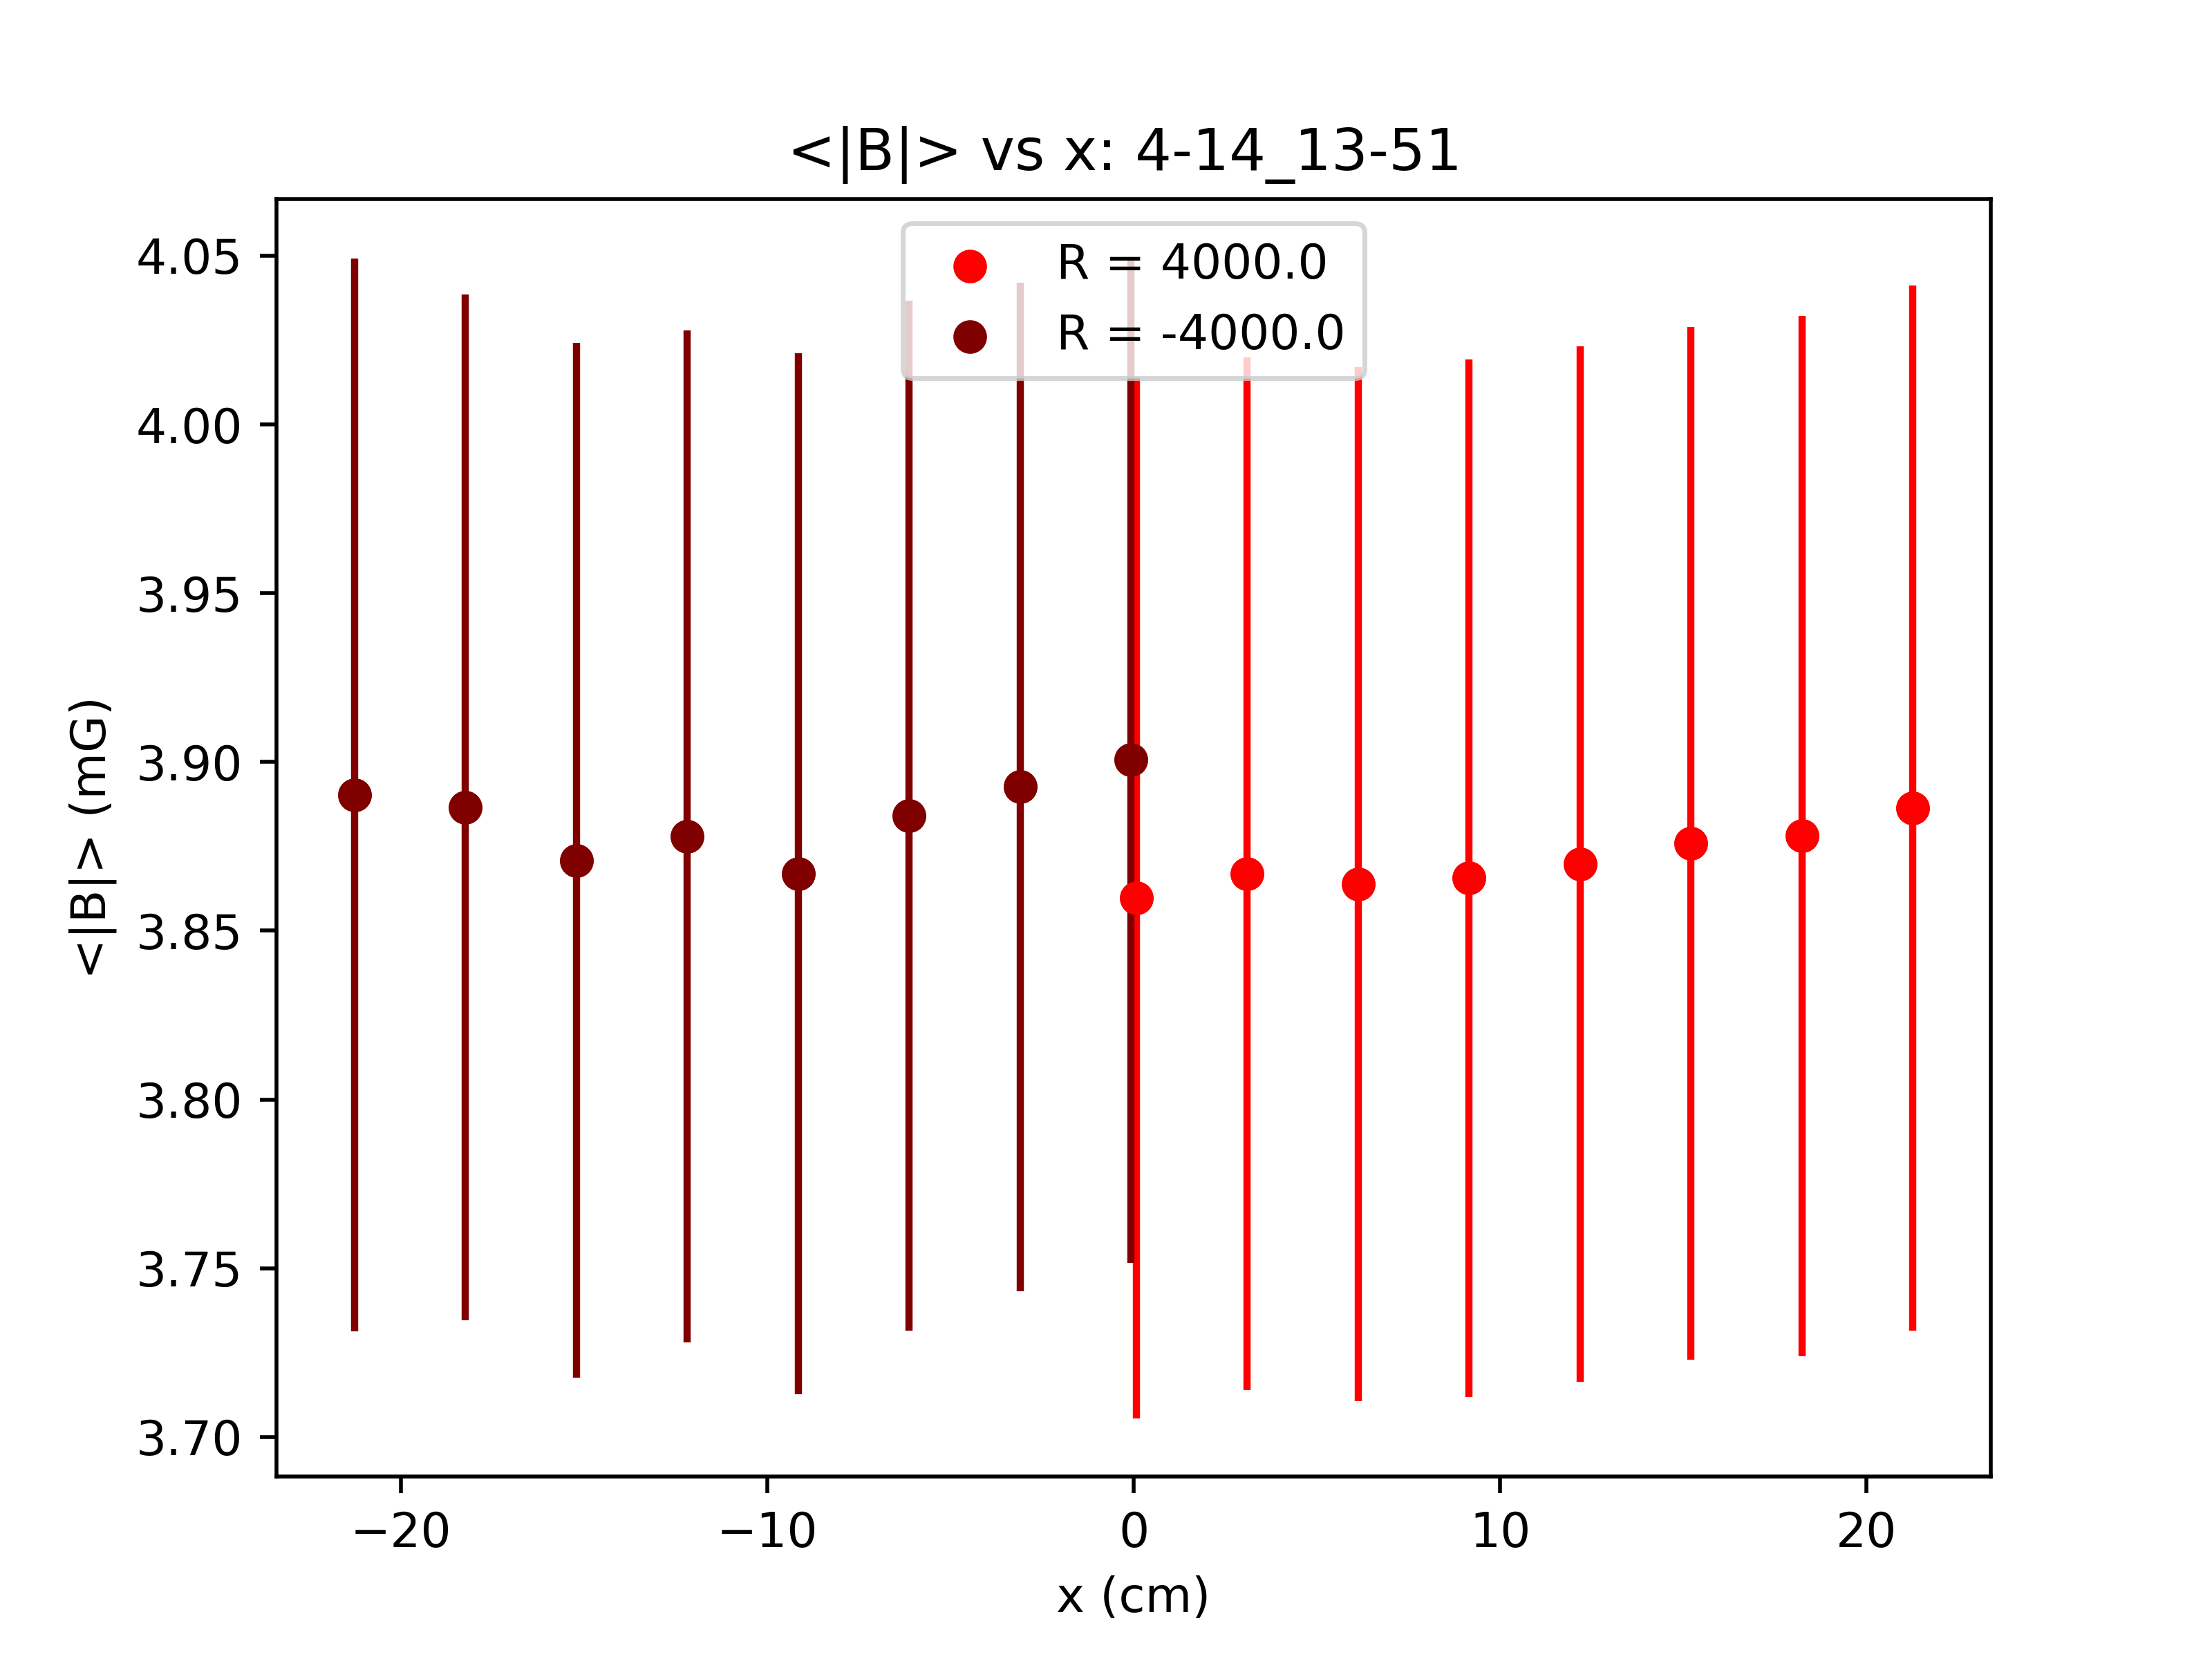 <|B|> vs x: 4-14_13-51
R = 4000.0
R = -4000.0
<|B|> (mG)
4.05
4.00
3.95
3.90
3.85
3.80
3.75
3.70
−20
−10
0
10
20
x (cm)